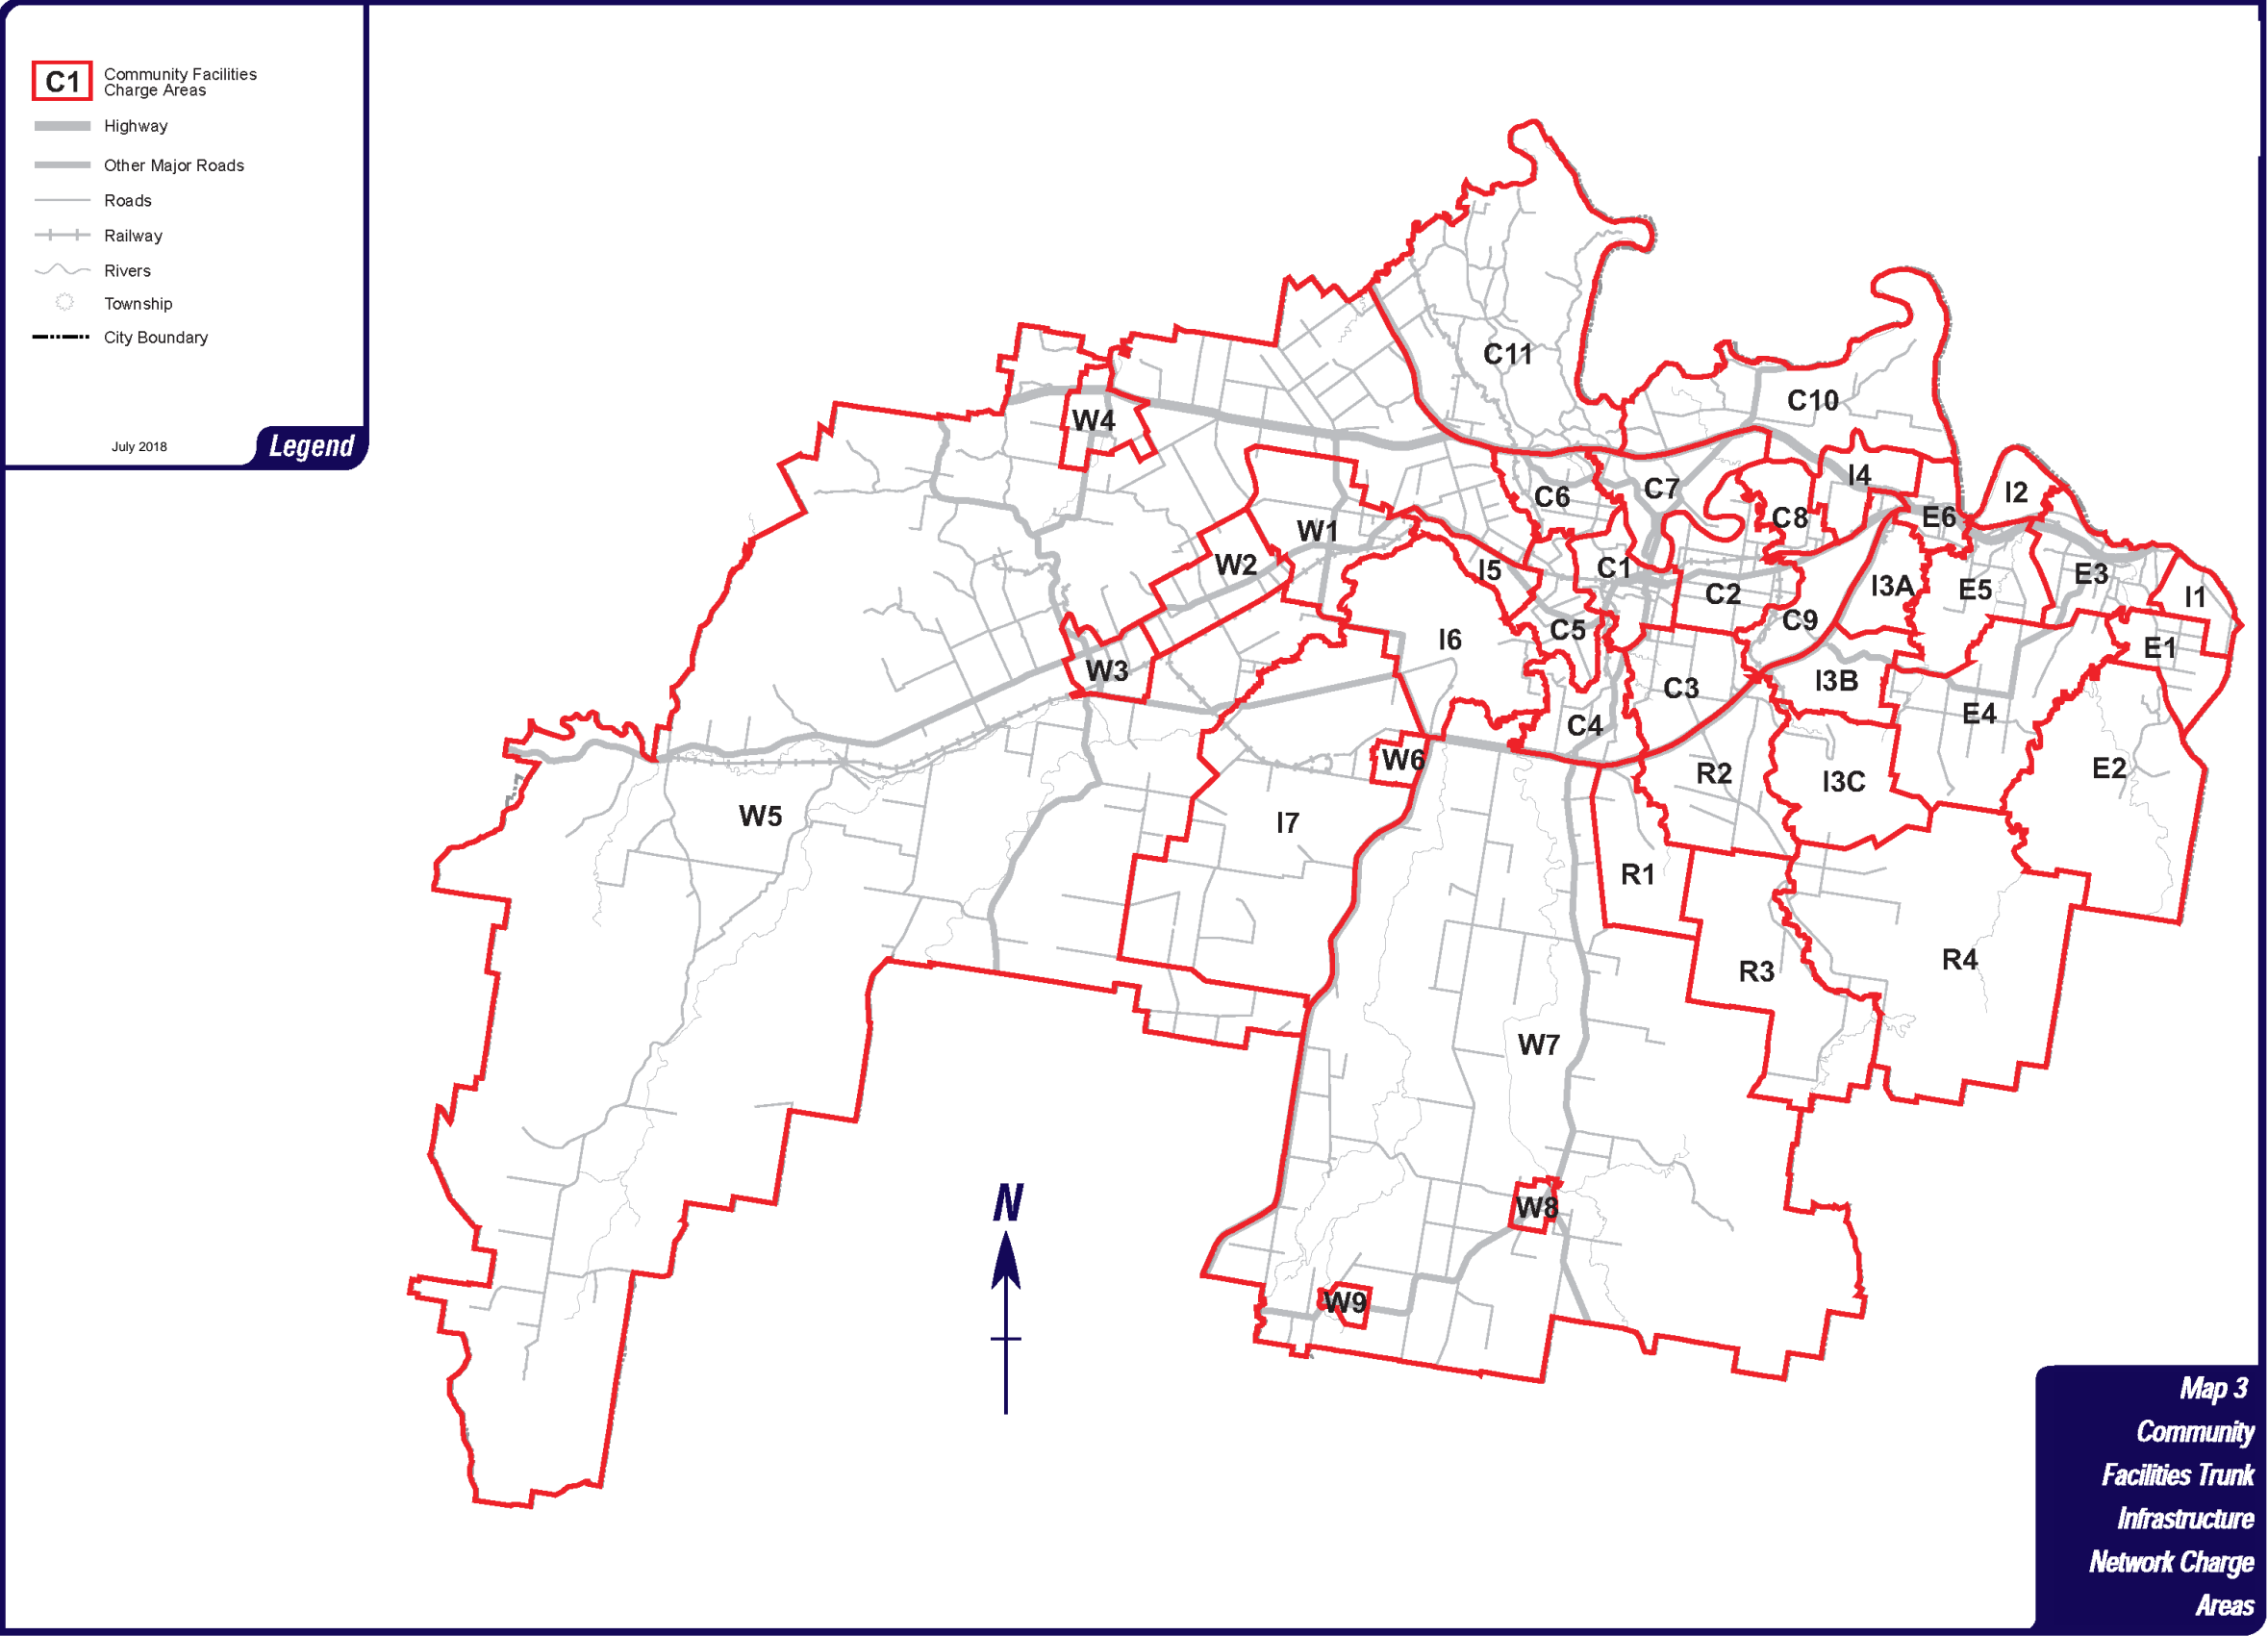 C1
Community Facilities
Charge Areas
Highway
Other Major Roads
Roads
Railway
Rivers
Township
City Boundary
July 2018
Legend
C11
C10
W4
I4
I2
C6
C7
C8
E6
W1
W2
I5
C1
C2
I3A
E5
E3
I1
C9
C5
I6
E1
W3
C3
I3B
C4
E4
W6
R2
I3C
E2
W5
I7
R1
R3
R4
W7
W8
W9
N
Map 3
Community
Facilities Trunk
Infrastructure
Network Charge
Areas